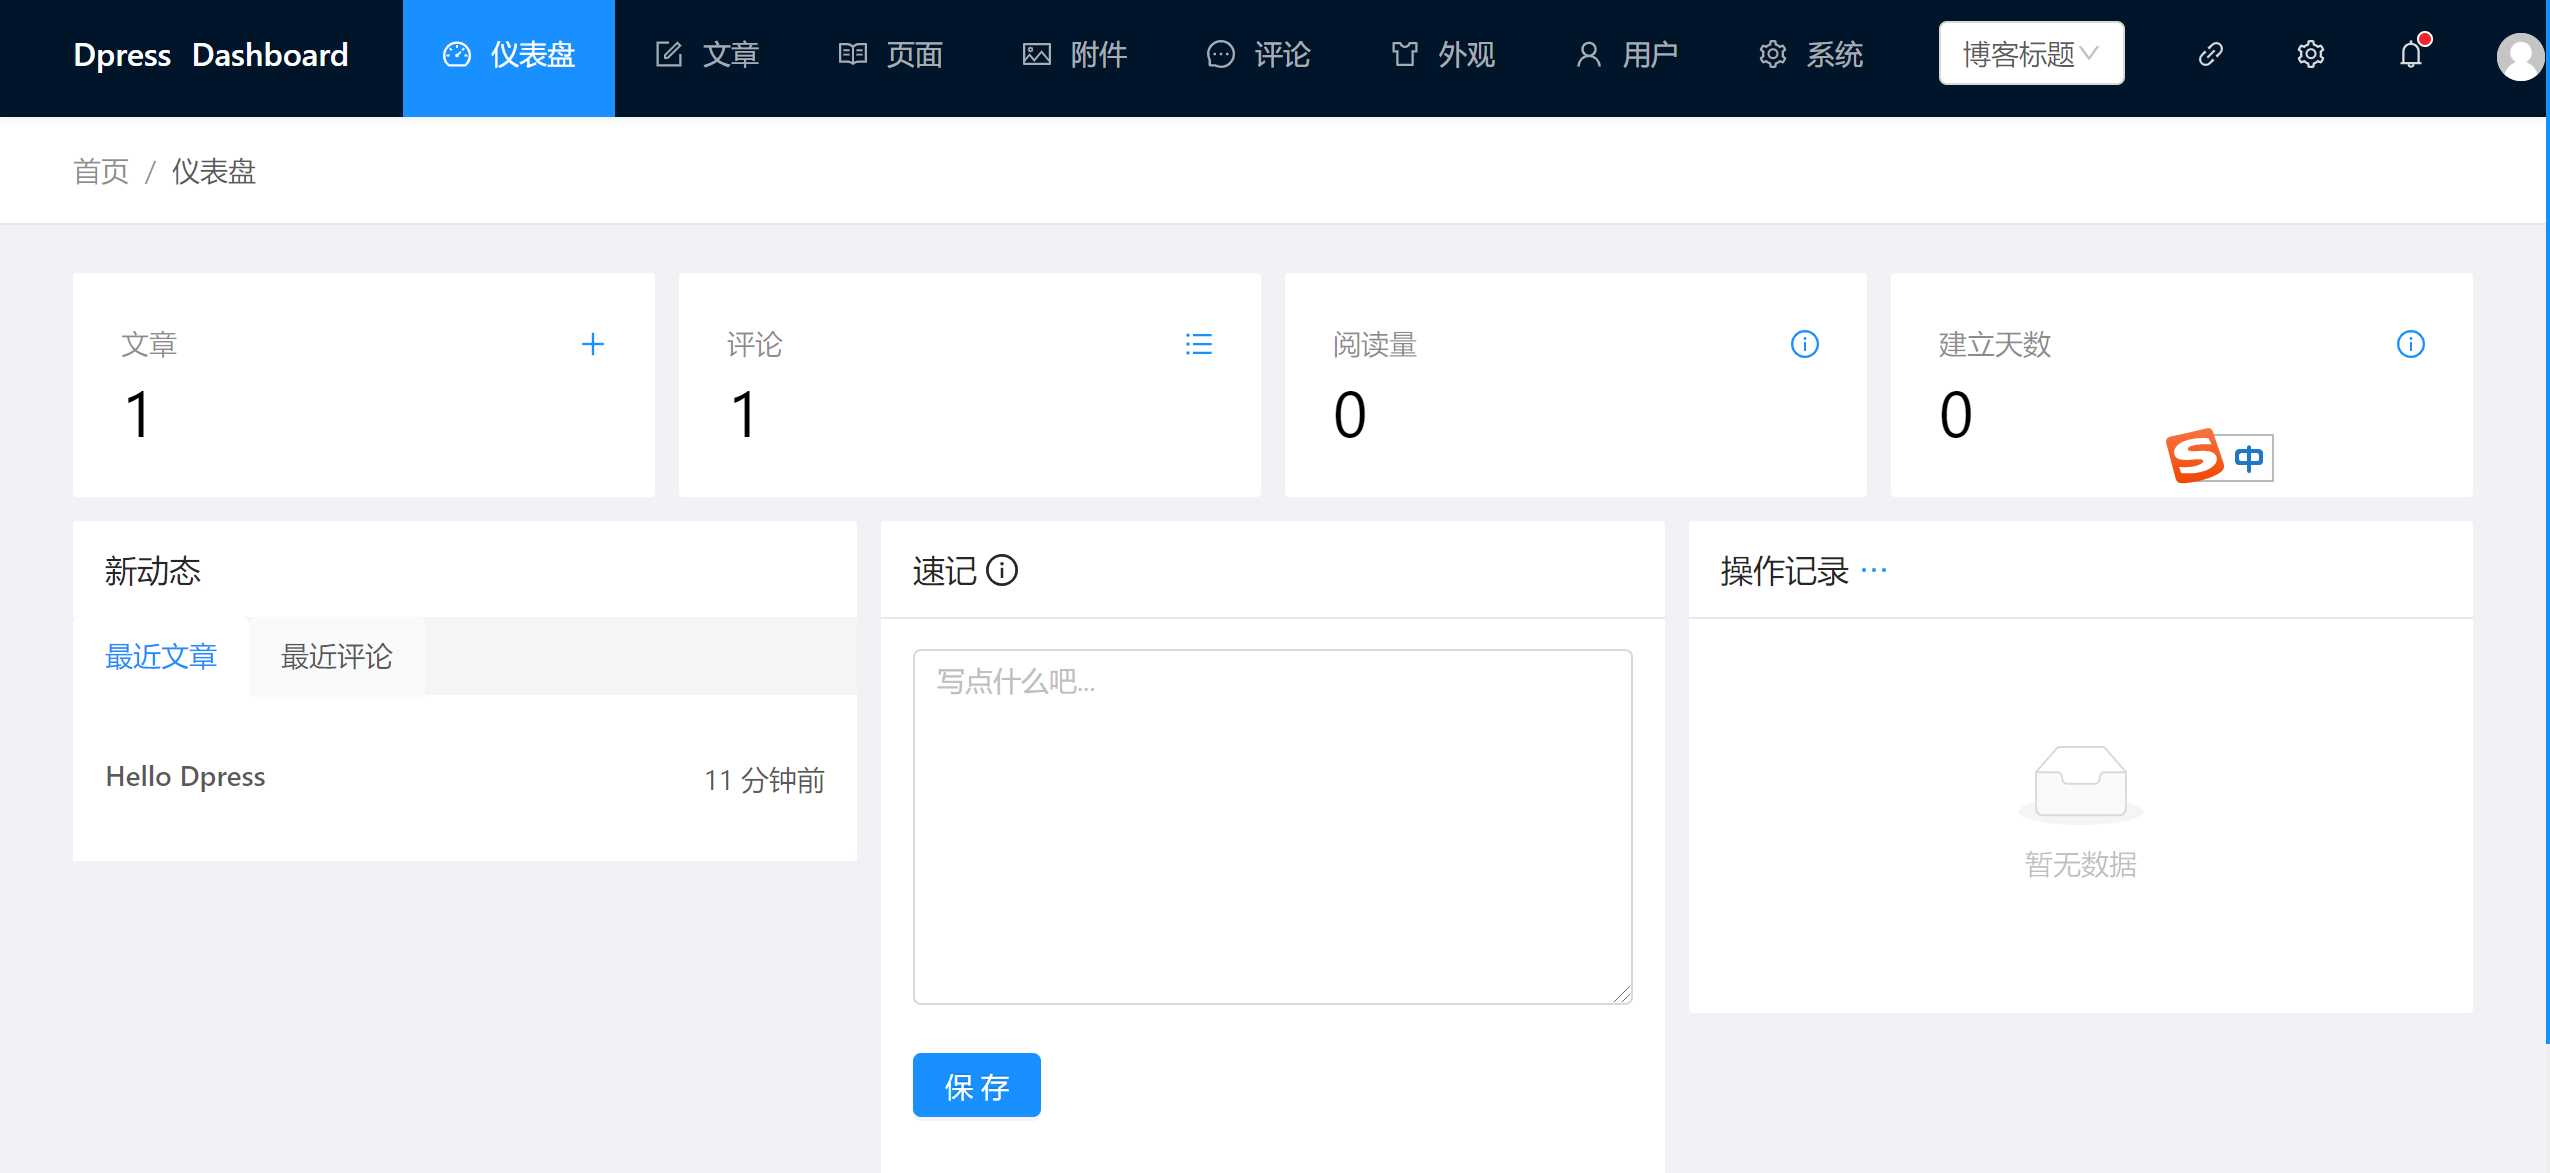 Dpress Dashboard
仪表盘
文章
页面
附件
评论
外观
用户
系统
博客标题
首页 / 仪表盘
文章
1
评论
1
阅读量
0
建立天数
0
中
新动态
最近文章
最近评论
Hello Dpress
11 分钟前
速记
写点什么吧...
保 存
操作记录 ...
暂无数据